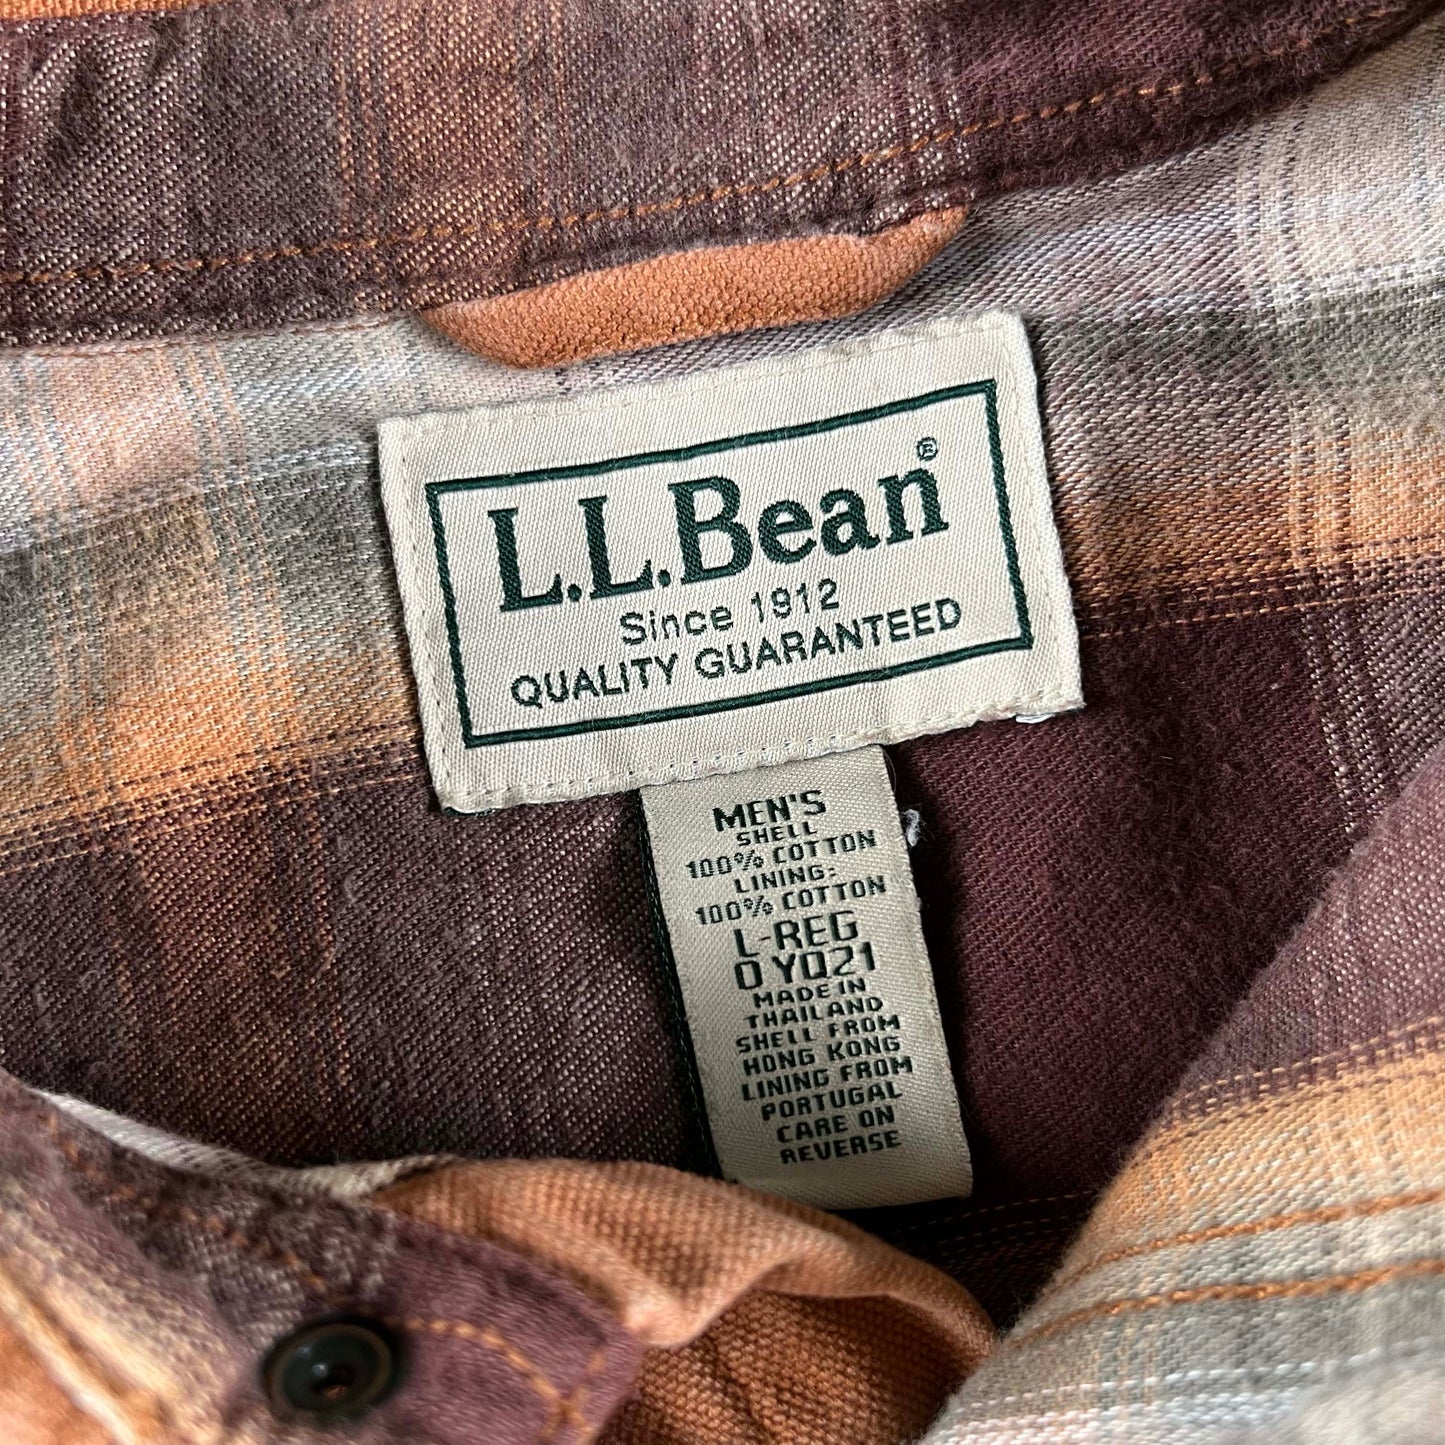 L.L.Bean®
Since 1912
QUALITY GUARANTEED
MEN'S
SHELL
100% COTTON
LINING:
100% COTTON
L-REG
0 YQ21
MADE IN
THAILAND
SHELL FROM
HONG KONG
LINING FROM
PORTUGAL
CARE ON
REVERSE